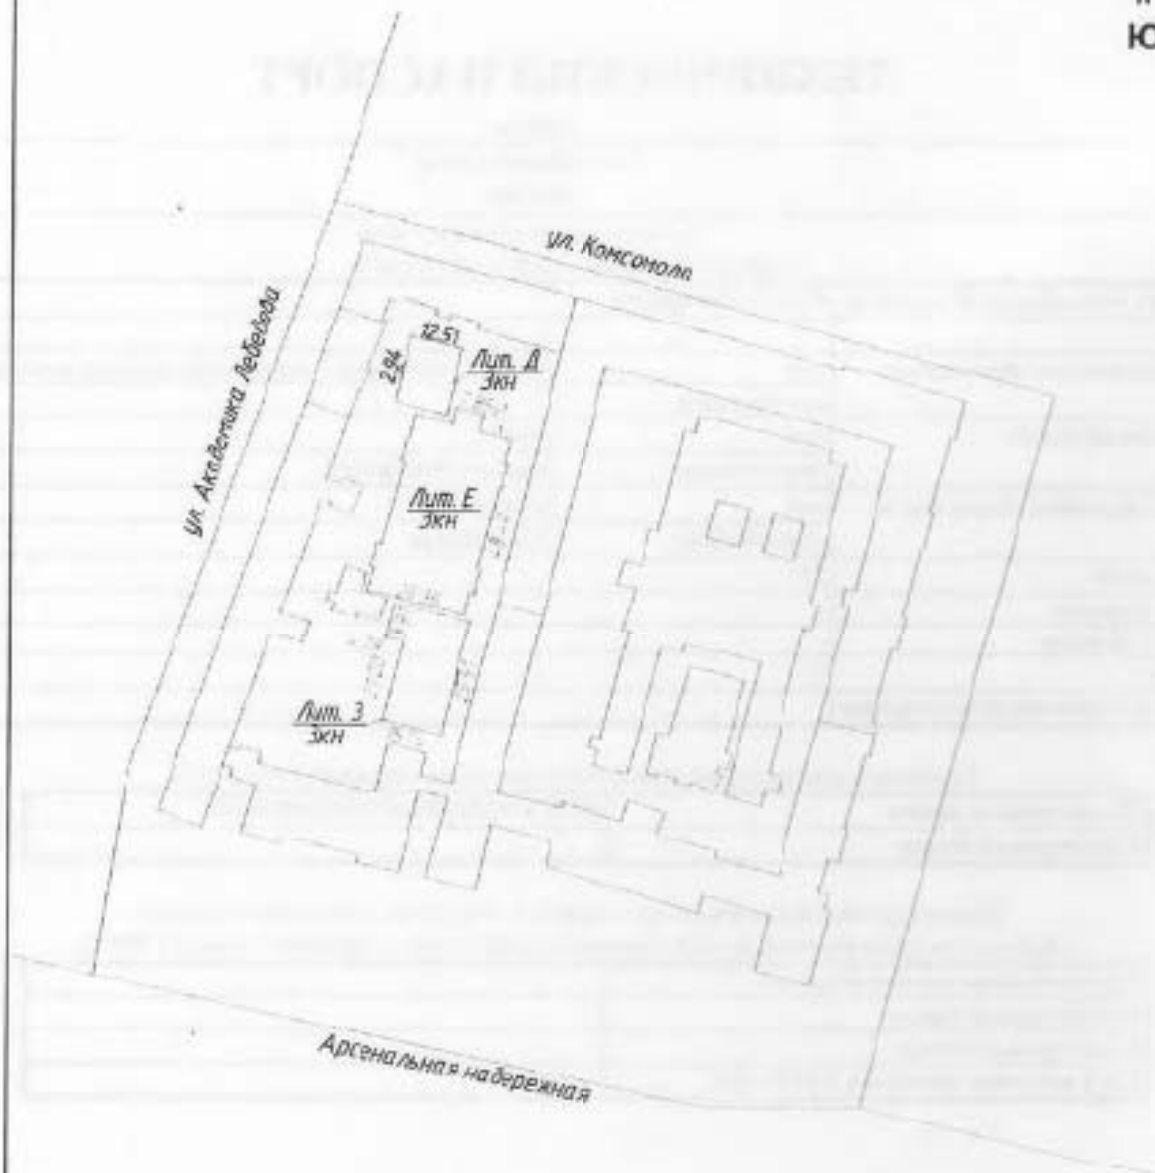 Ю
ул. Комсомола
ул. Академика Лебедева
12.51
2.94
Лит. Д
3кн
Лит. Е
3кн
Лит. З
3кн
Арсенальная набережная